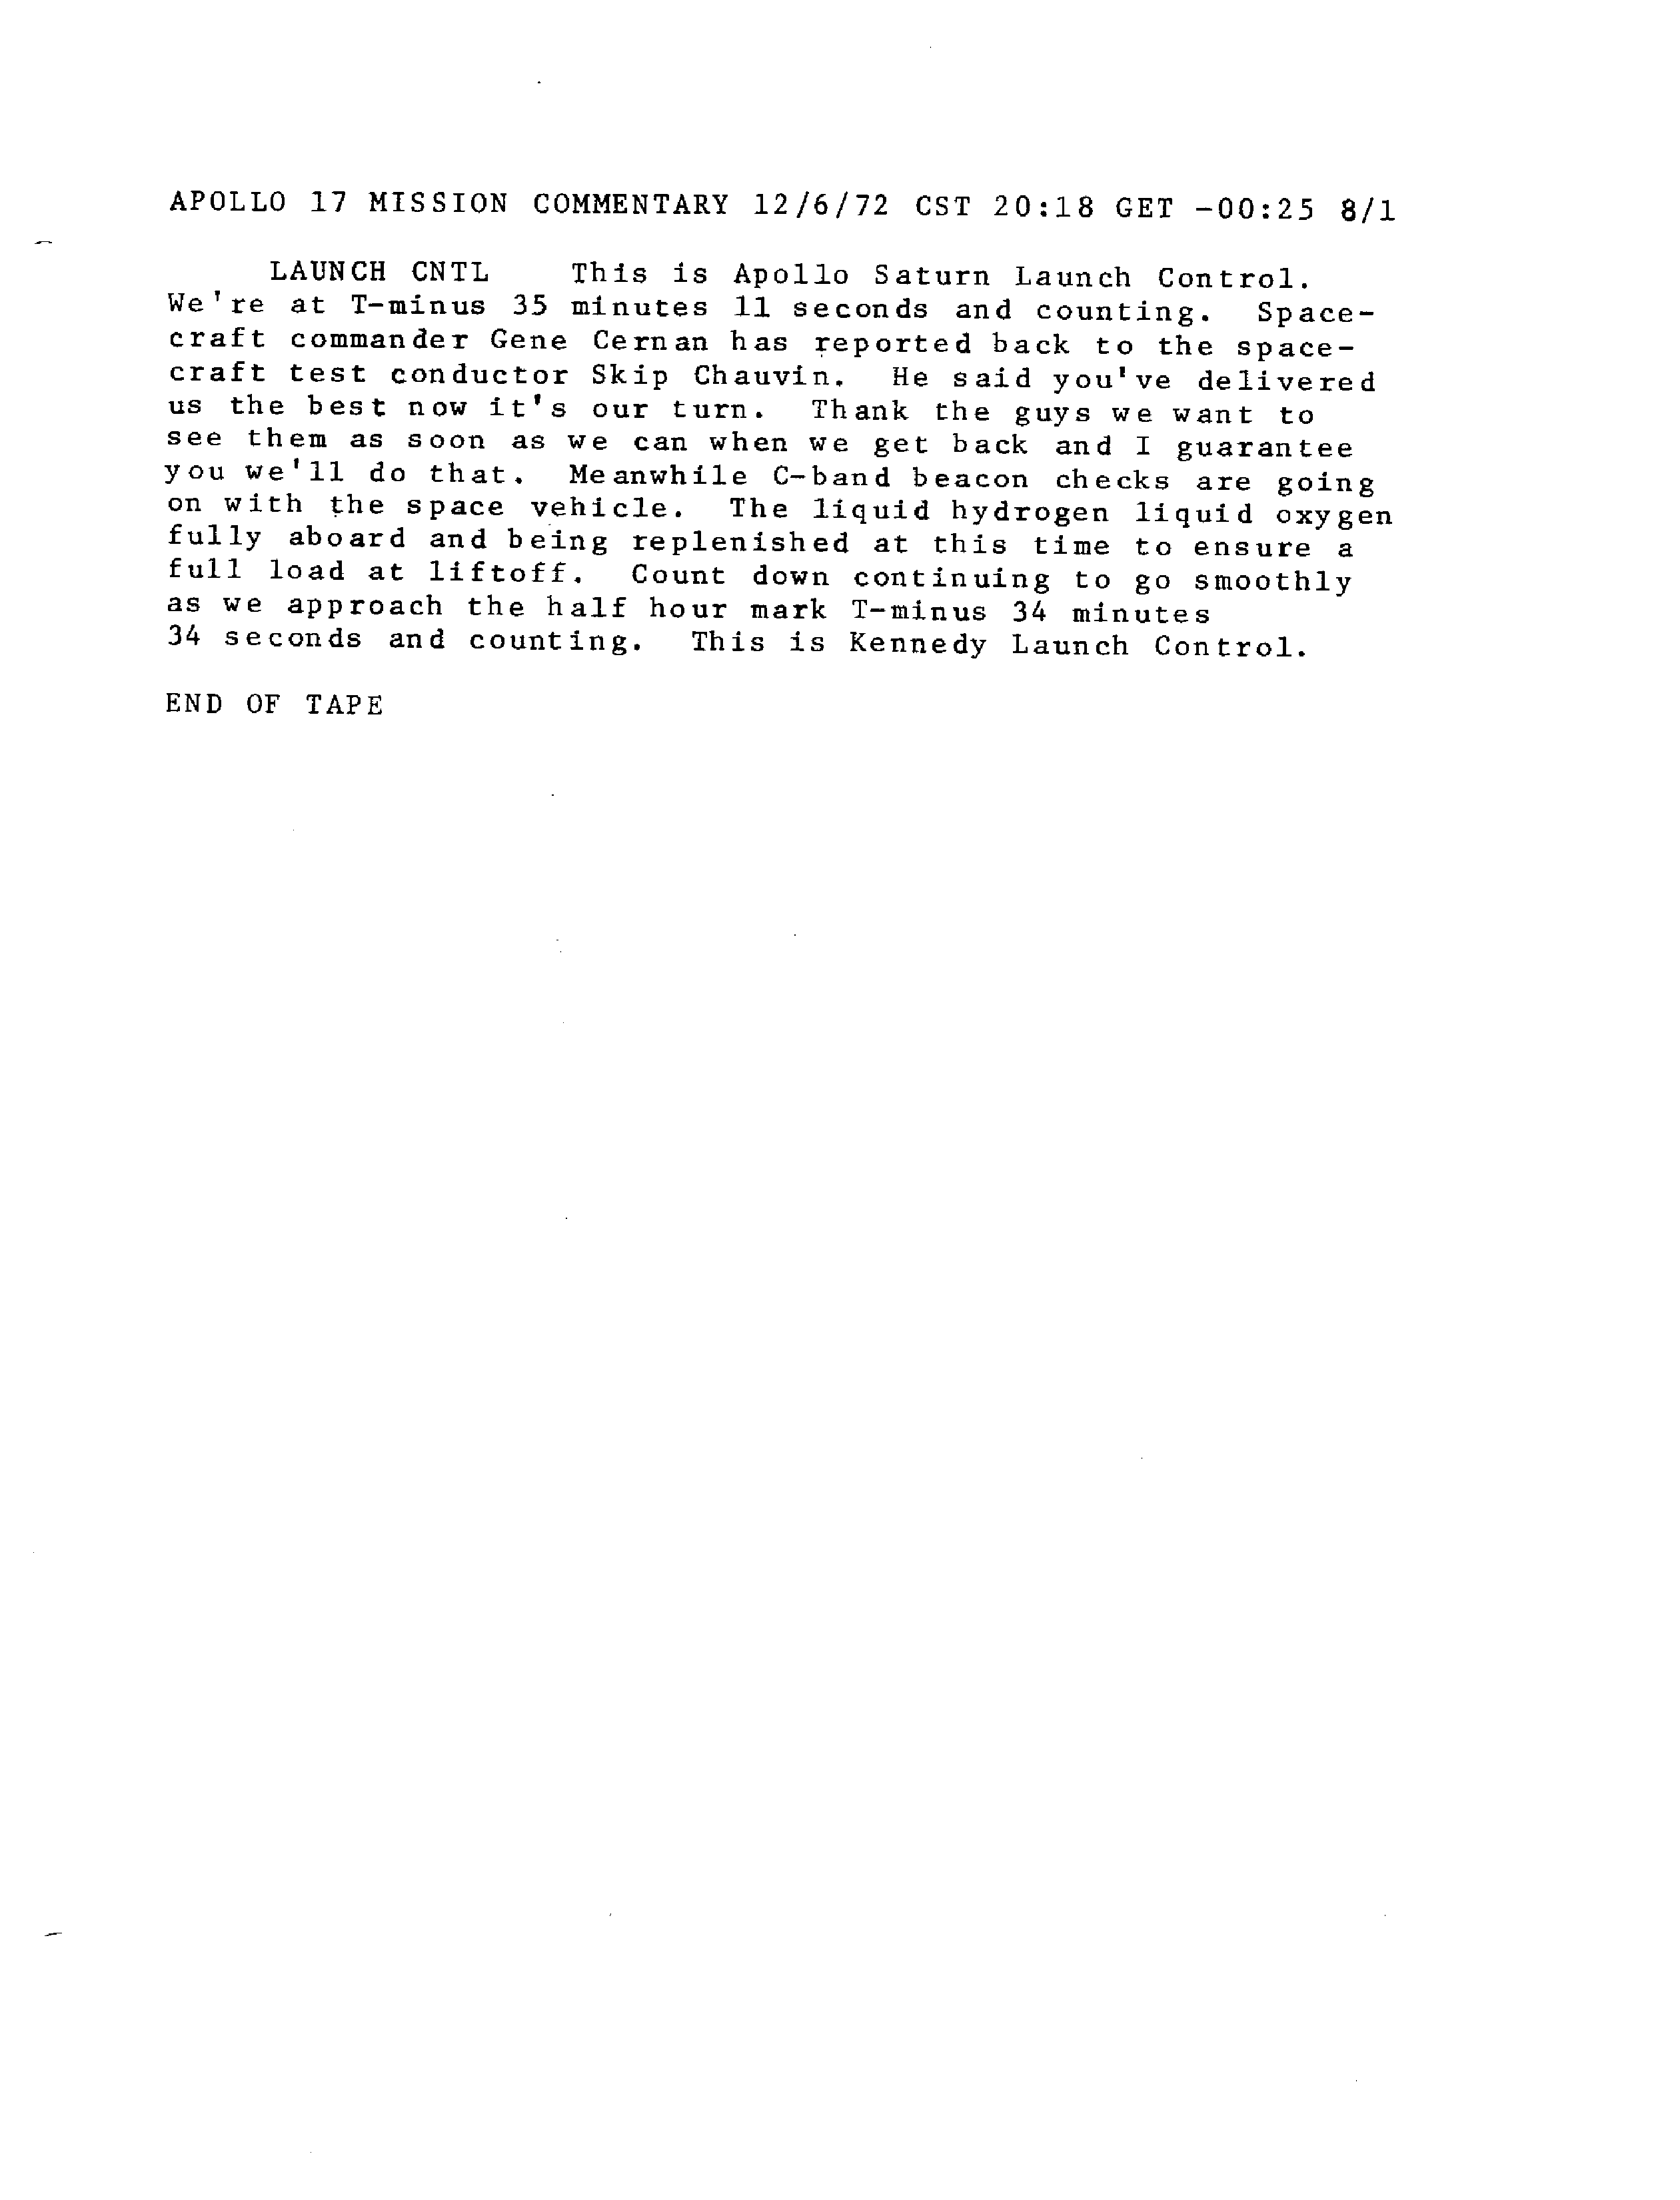 APOLLO 17 MISSION COMMENTARY 12/6/72 CST 20:18 GET -00:25 8/1
LAUNCH CNTL This is Apollo Saturn Launch Control.
We're at T-minus 35 minutes 11 seconds and counting. Space-
craft commander Gene Cernan has reported back to the space-
craft test conductor Skip Chauvin. He said you've delivered
us the best now it's our turn. Thank the guys we want to
see them as soon as we can when we get back and I guarantee
you we'll do that. Meanwhile C-band beacon checks are going
on with the space vehicle. The liquid hydrogen liquid oxygen
fully aboard and being replenished at this time to ensure a
full load at liftoff. Count down continuing to go smoothly
as we approach the half hour mark T-minus 34 minutes
34 seconds and counting. This is Kennedy Launch Control.
END OF TAPE